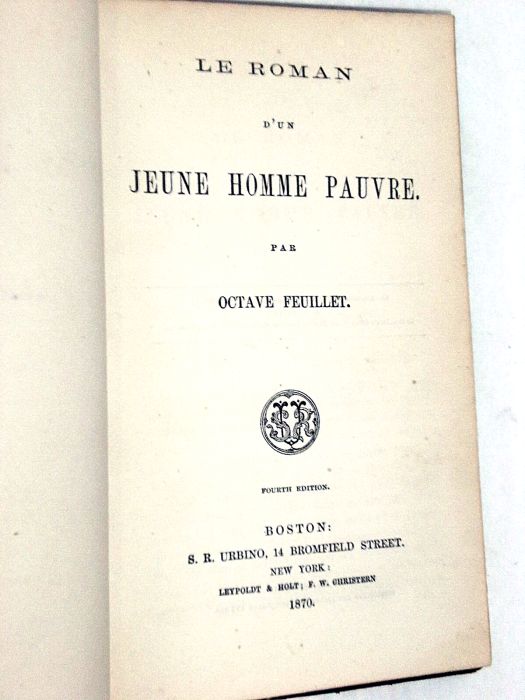 LE ROMAN
D'UN
JEUNE HOMME PAUVRE.
PAR
OCTAVE FEUILLET.
FOURTH EDITION.
BOSTON:
S. R. URBINO, 14 BROMFIELD STREET.
NEW YORK:
LEYPOLDT & HOLT; F. W. CHRISTERN
1870.